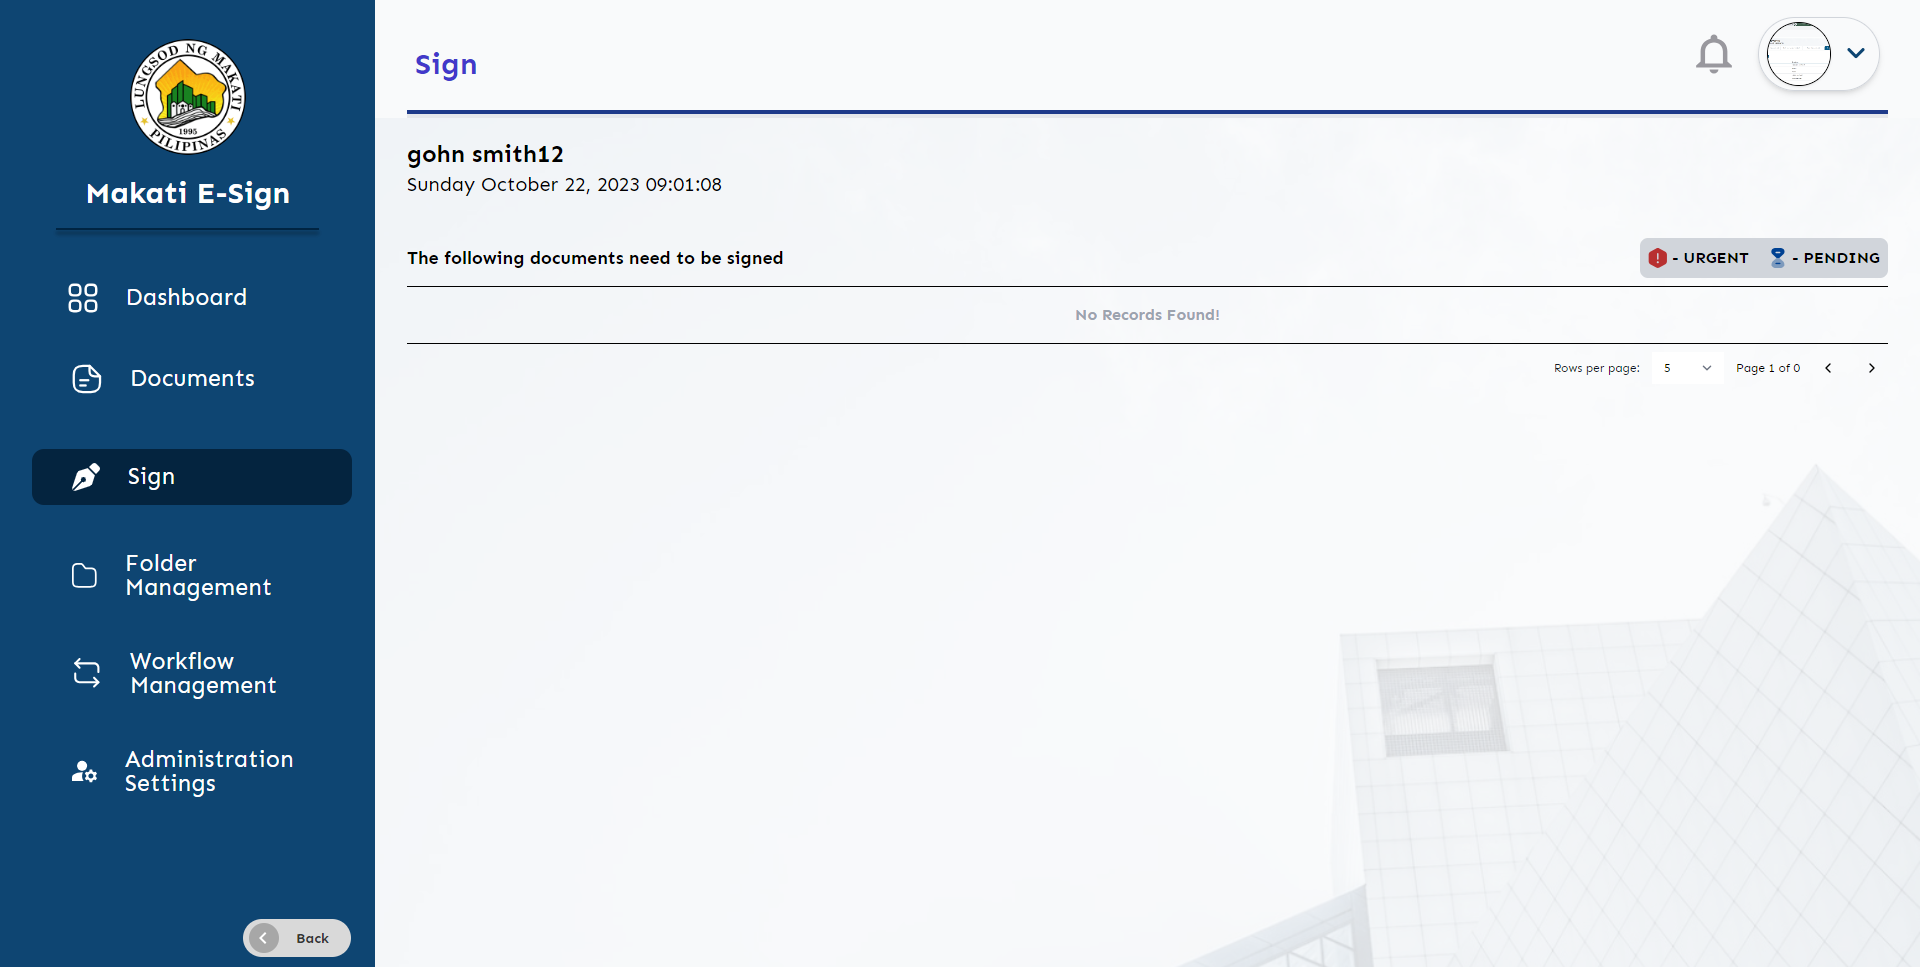 LUNGSOD NG MAKATI
1995
PILIPINAS
Makati E-Sign
Dashboard
Documents
Sign
Folder
Management
Workflow
Management
Administration
Settings
Back
Sign
gohn smith12
Sunday October 22, 2023 09:01:08
The following documents need to be signed
- URGENT - PENDING
No Records Found!
Rows per page: 5 Page 1 of 0